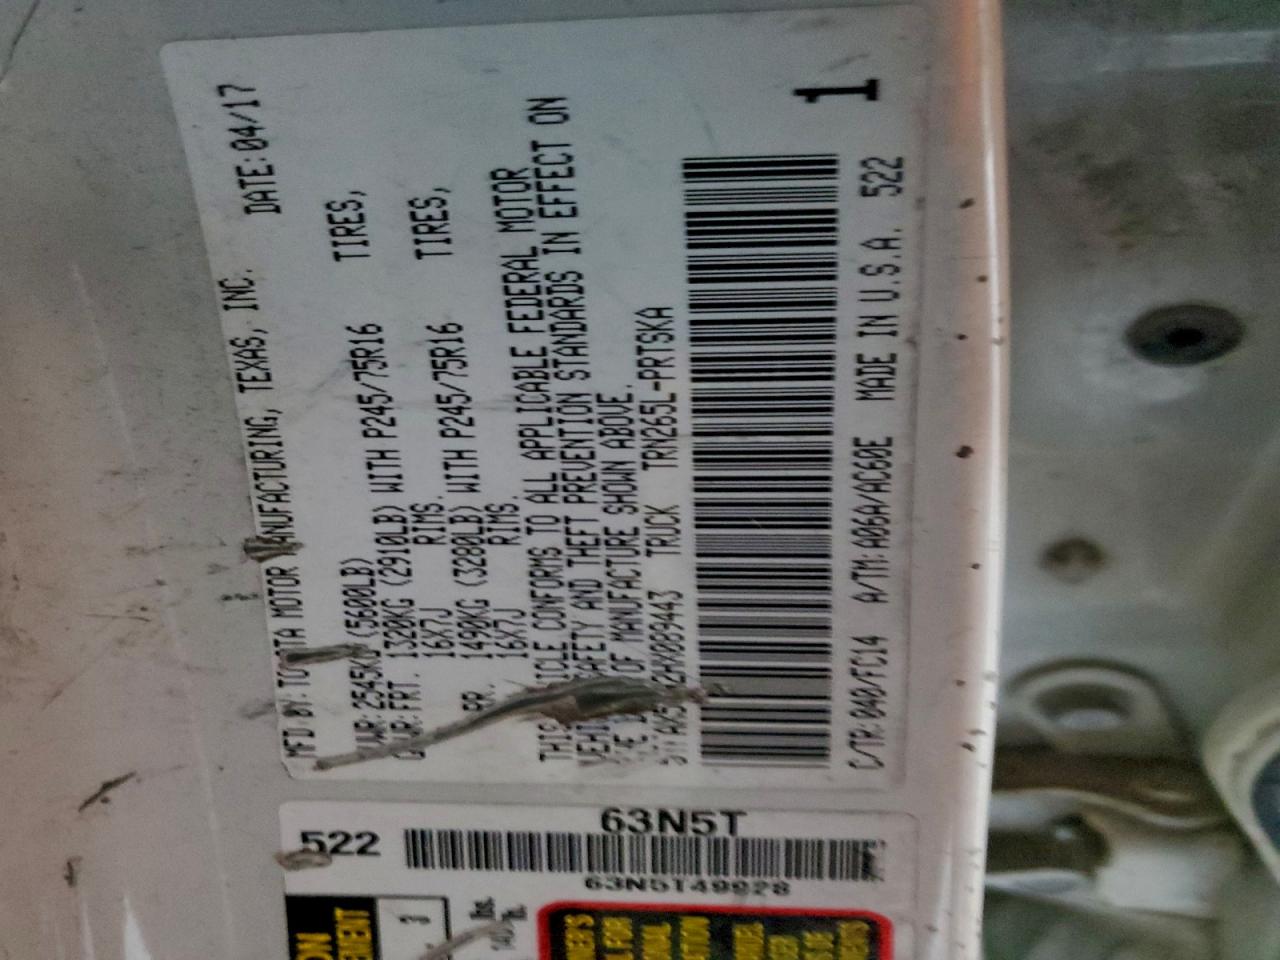 MFD BY: TOYOTA MOTOR MANUFACTURING, TEXAS, INC. DATE: 04/17
2545KG (5600LB)
FRT. 1320KG (2910LB) WITH P245/75R16 TIRES,
16X7J RIMS.
RR. 1490KG (3280LB) WITH P245/75R16 TIRES,
16X7J RIMS.
CONFORMS TO ALL APPLICABLE FEDERAL MOTOR
SAFETY AND THEFT PREVENTION STANDARDS IN EFFECT ON
OF MANUFACTURE SHOWN ABOVE.
TRUCK TRN265L-PRTSKA
C/TR: 040/FC14 A/TM: A06A/AC60E MADE IN U.S.A. 522
1
63N5T
522
63N5T49928
3